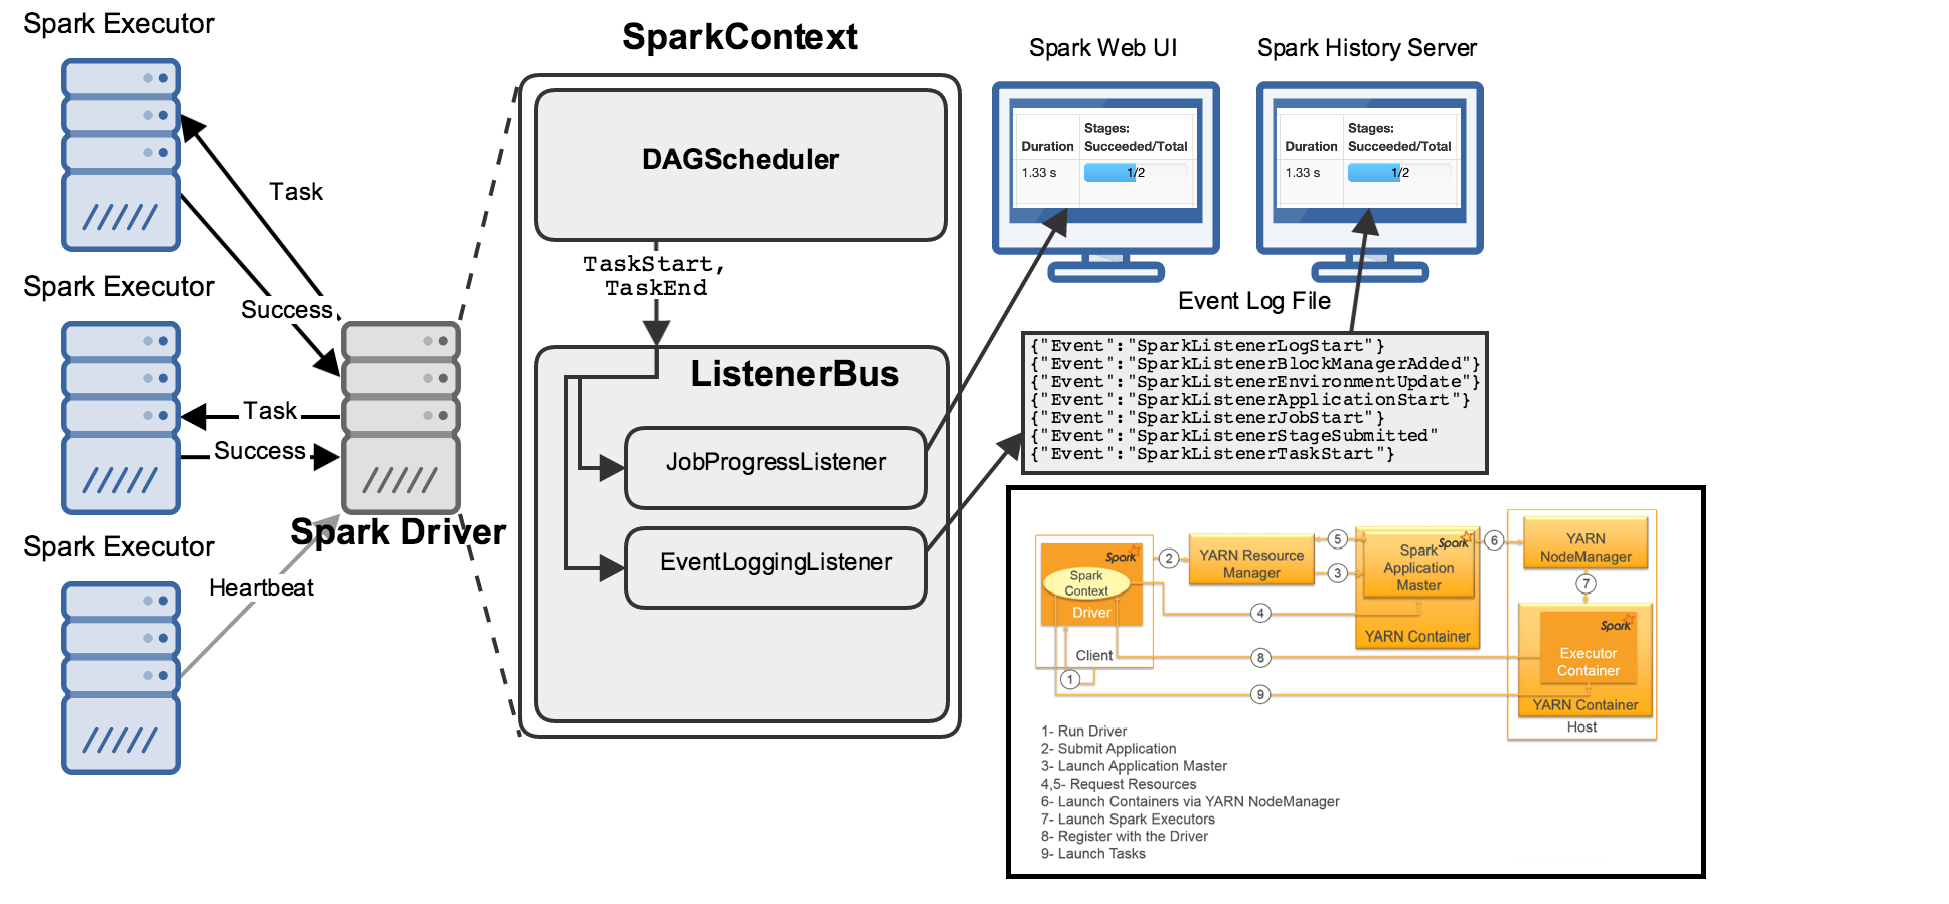 Spark Executor
Task
Success
Spark Executor
Task
Success
Spark Driver
Spark Executor
Heartbeat
SparkContext
DAGScheduler
TaskStart,
TaskEnd
ListenerBus
JobProgressListener
EventLoggingListener
Spark Web UI
Duration
Stages:
Succeeded/Total
1.33 s
1/2
Spark History Server
Duration
Stages:
Succeeded/Total
1.33 s
1/2
Event Log File
{"Event":"SparkListenerLogStart"}
{"Event":"SparkListenerBlockManagerAdded"}
{"Event":"SparkListenerEnvironmentUpdate"}
{"Event":"SparkListenerApplicationStart"}
{"Event":"SparkListenerJobStart"}
{"Event":"SparkListenerStageSubmitted"
{"Event":"SparkListenerTaskStart"}
Spark
Spark
Context
Driver
Client
1
2
YARN Resource
Manager
5
3
4
8
9
Spark
Spark
Application
Master
YARN Container
6
YARN
NodeManager
7
Spark
Executor
Container
YARN Container
Host
1- Run Driver
2- Submit Application
3- Launch Application Master
4,5- Request Resources
6- Launch Containers via YARN NodeManager
7- Launch Spark Executors
8- Register with the Driver
9- Launch Tasks